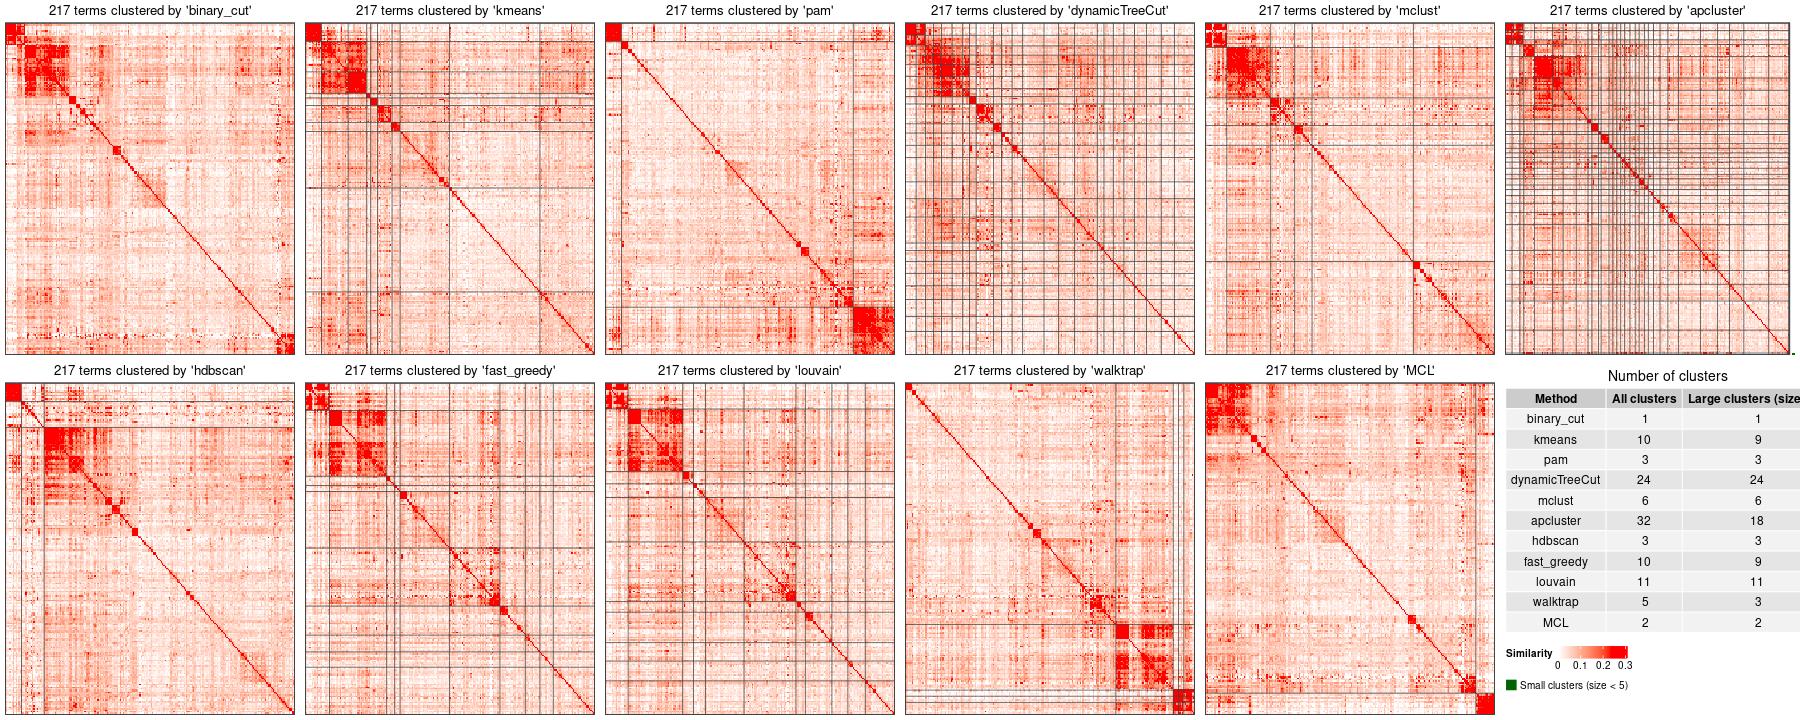 217 terms clustered by 'binary_cut'
217 terms clustered by 'kmeans'
217 terms clustered by 'pam'
217 terms clustered by 'dynamicTreeCut'
217 terms clustered by 'mclust'
217 terms clustered by 'apcluster'
217 terms clustered by 'hdbscan'
217 terms clustered by 'fast_greedy'
217 terms clustered by 'louvain'
217 terms clustered by 'walktrap'
217 terms clustered by 'MCL'
Number of clusters
Method All clusters Large clusters (size
binary_cut 1 1
kmeans 10 9
pam 3 3
dynamicTreeCut 24 24
mclust 6 6
apcluster 32 18
hdbscan 3 3
fast_greedy 10 9
louvain 11 11
walktrap 5 3
MCL 2 2
Similarity
0 0.1 0.2 0.3
Small clusters (size < 5)